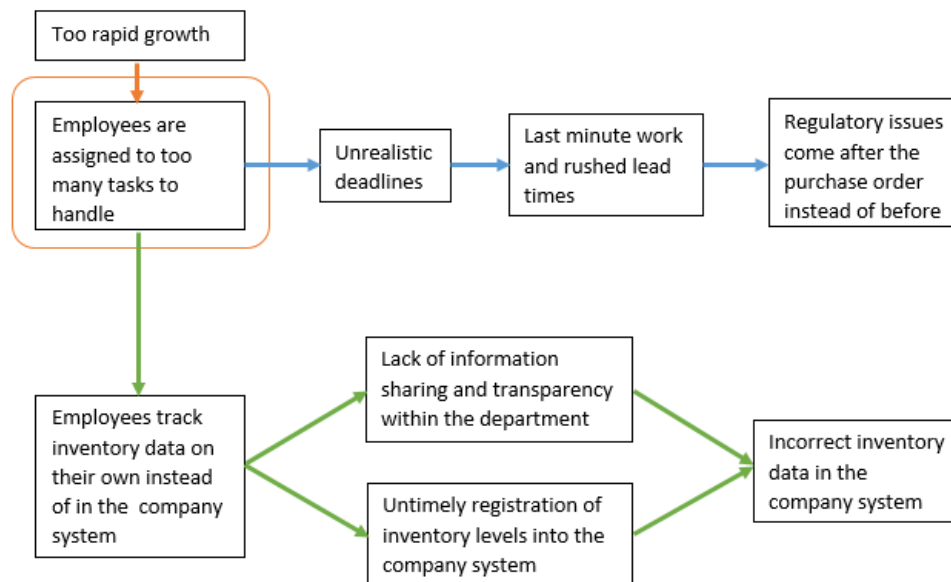 Too rapid growth
Employees are
assigned to too
many tasks to
handle
Unrealistic
deadlines
Last minute work
and rushed lead
times
Regulatory issues
come after the
purchase order
instead of before
Employees track
inventory data on
their own instead
of in the company
system
Lack of information
sharing and transparency
within the department
Untimely registration of
inventory levels into the
company system
Incorrect inventory
data in the
company system